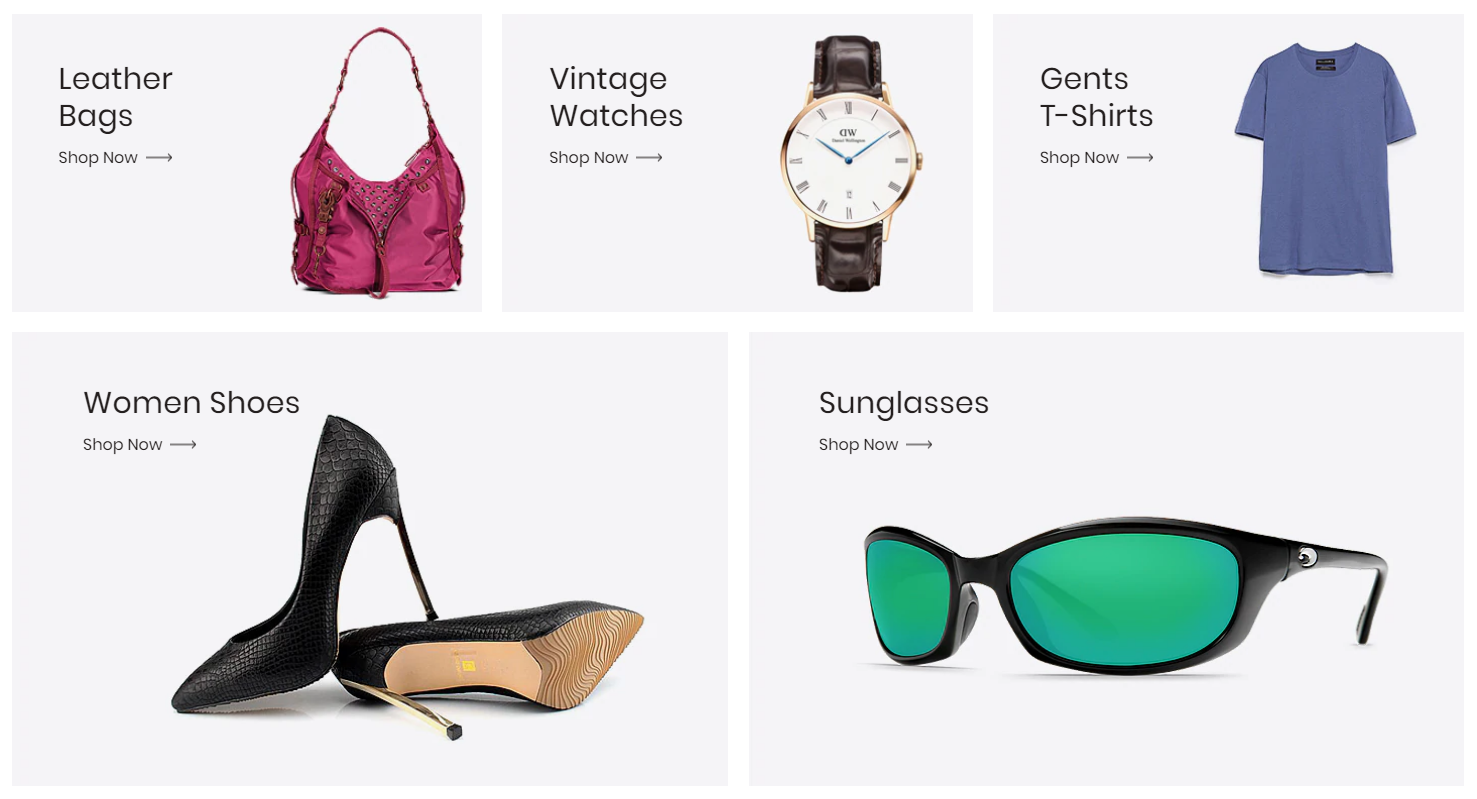 Leather
Bags
Shop Now
Vintage
Watches
Shop Now
DW
Daniel Wellington
Gents
T-Shirts
Shop Now
Women Shoes
Shop Now
Sunglasses
Shop Now